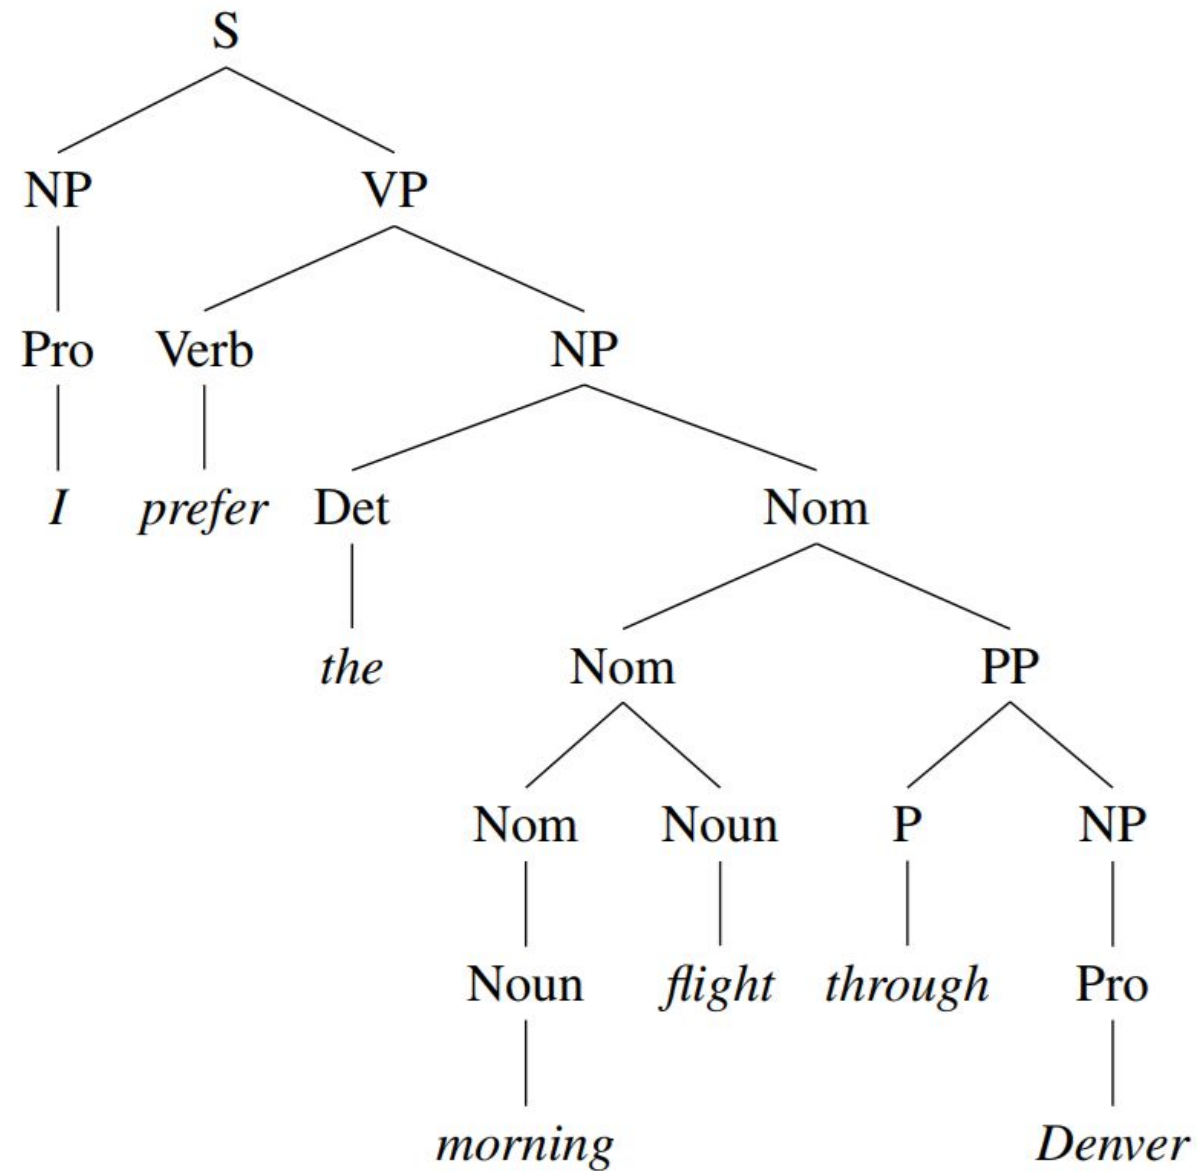 S
NP VP
Pro Verb NP
I prefer Det Nom
the Nom PP
Nom Noun P NP
Noun flight through Pro
morning Denver